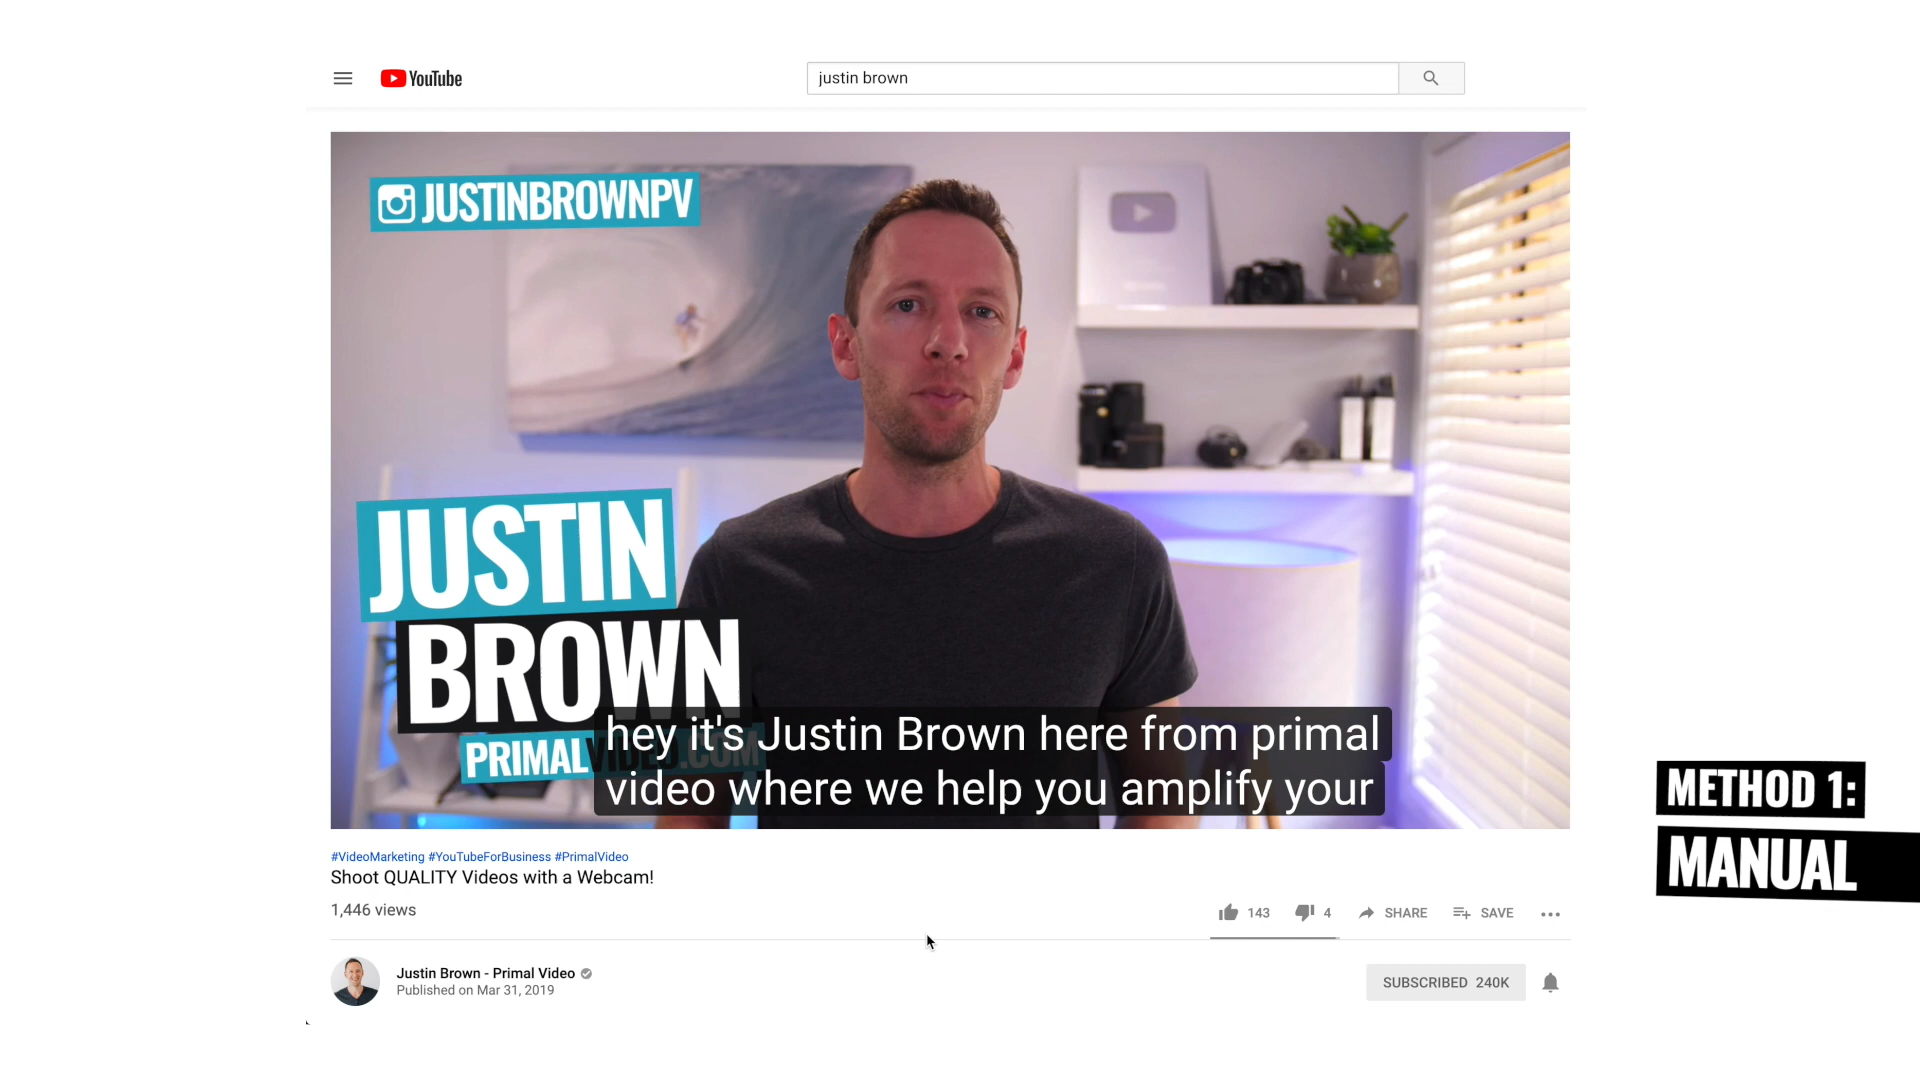 YouTube
justin brown
JUSTINBROWNPV
JUSTIN
BROWN
PRIMALVIDEO.COM
hey it's Justin Brown here from primal
video where we help you amplify your
#VideoMarketing #YouTubeForBusiness #PrimalVideo
Shoot QUALITY Videos with a Webcam!
1,446 views
143
4
SHARE
SAVE
Justin Brown - Primal Video
Published on Mar 31, 2019
SUBSCRIBED 240K
METHOD 1:
MANUAL